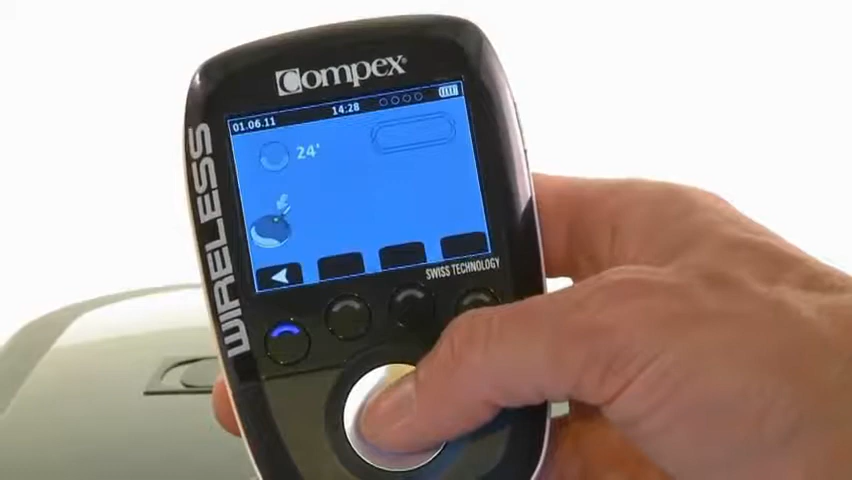 Compex®
01.06.11 14:28
24'
SWISS TECHNOLOGY
WIRELESS